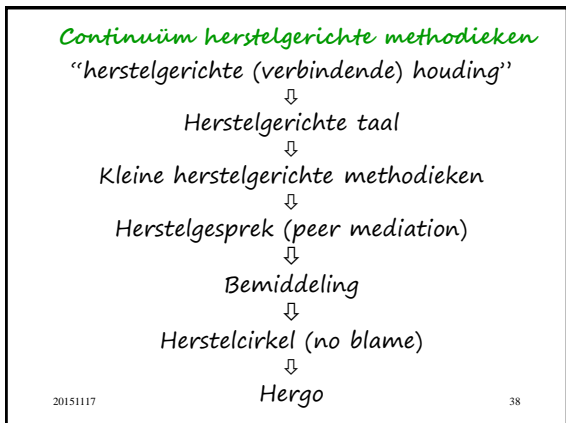 Continuüm herstelgerichte methodieken
“herstelgerichte (verbindende) houding”
⇩
Herstelgerichte taal
⇩
Kleine herstelgerichte methodieken
⇩
Herstelgesprek (peer mediation)
⇩
Bemiddeling
⇩
Herstelcirkel (no blame)
⇩
Hergo
20151117 38